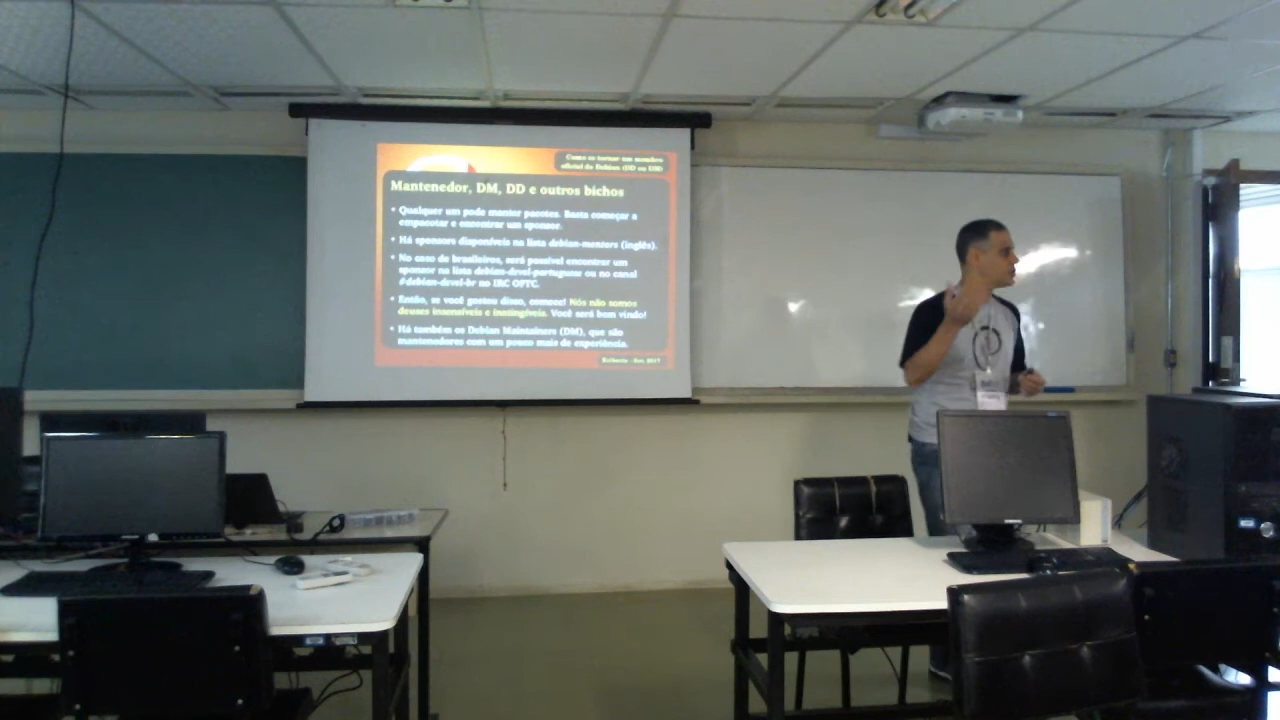 Como se tornar um membro
oficial do Debian (DD ou DM)
Mantenedor, DM, DD e outros bichos
• Qualquer um pode manter pacotes. Basta começar a
empacotar e encontrar um sponsor.
• Há sponsors disponíveis na lista debian-mentors (inglês).
• No caso de brasileiros, será possível encontrar um
sponsor na lista debian-devel-portuguese ou no canal
#debian-devel-br no IRC OFTC.
• Então, se você gostou disso, comece! Nós não somos
deuses insensíveis e inatingíveis. Você será bem vindo!
• Há também os Debian Maintainers (DM), que são
mantenedores com um pouco mais de experiência.
2017